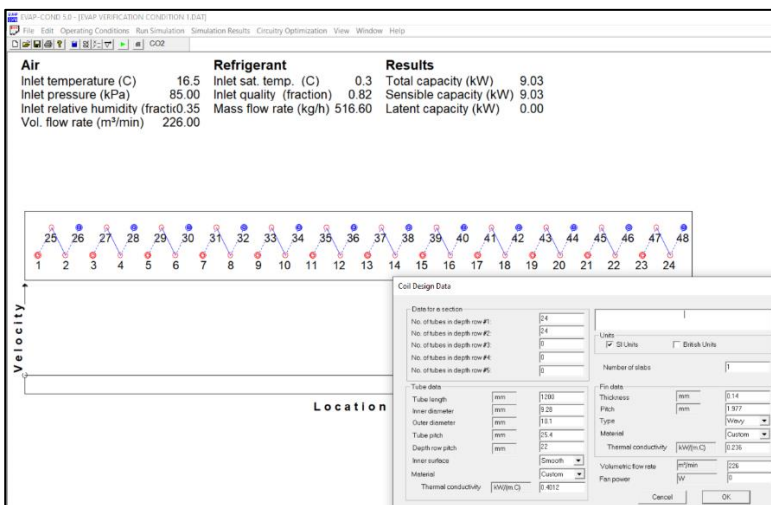 EVAP-COND 5.0 - [EVAP VERIFICATION CONDITION 1.DAT]
File Edit Operating Conditions Run Simulation Simulation Results Circuitry Optimization View Window Help
CO2
Air Refrigerant Results
Inlet temperature (C) 16.5 Inlet sat. temp. (C) 0.3 Total capacity (kW) 9.03
Inlet pressure (kPa) 85.00 Inlet quality (fraction) 0.82 Sensible capacity (kW) 9.03
Inlet relative humidity (fractic0.35 Mass flow rate (kg/h) 516.60 Latent capacity (kW) 0.00
Vol. flow rate (m³/min) 226.00
25 26 27 28 29 30 31 32 33 34 35 36 37 38 39 40 41 42 43 44 45 46 47 48
1 2 3 4 5 6 7 8 9 10 11 12 13 14 15 16 17 18 19 20 21 22 23 24
Velocity
Location
Coil Design Data
Data for a section
No. of tubes in depth row #1: 24
No. of tubes in depth row #2: 24
No. of tubes in depth row #3: 0
No. of tubes in depth row #4: 0
No. of tubes in depth row #5: 0
Units
SI Units British Units
Number of slabs 1
Tube data
Tube length mm 1200
Inner diameter mm 9.28
Outer diameter mm 10.1
Tube pitch mm 25.4
Depth row pitch mm 22
Inner surface Smooth
Material Custom
Thermal conductivity kW/(m.C) 0.4012
Fin data
Thickness mm 0.14
Pitch mm 1.977
Type Wavy
Material Custom
Thermal conductivity kW/(m.C) 0.236
Volumetric flow rate m³/min 226
Fan power W 0
Cancel OK